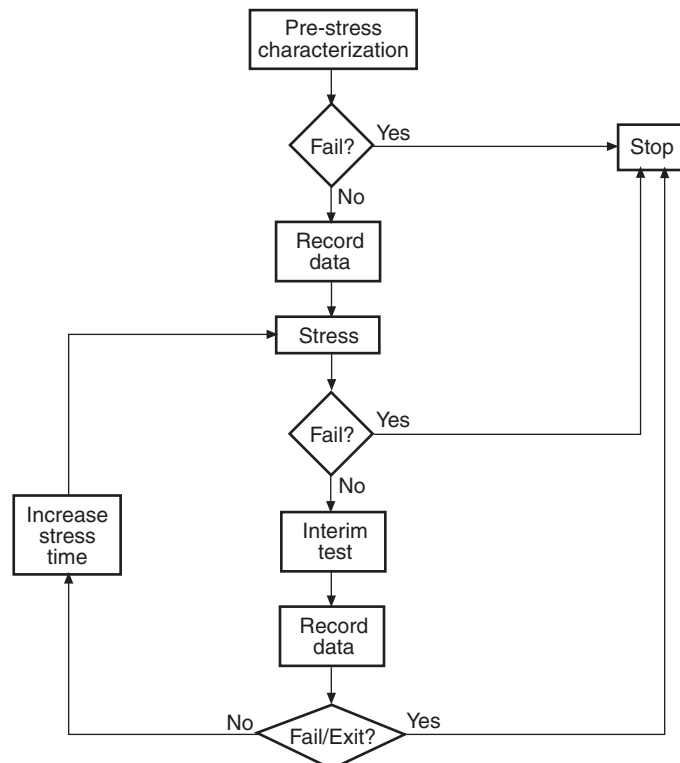 Pre-stress
characterization
Fail?
Yes
Stop
No
Record
data
Stress
Fail?
Yes
No
Increase
stress
time
Interim
test
Record
data
No
Fail/Exit?
Yes